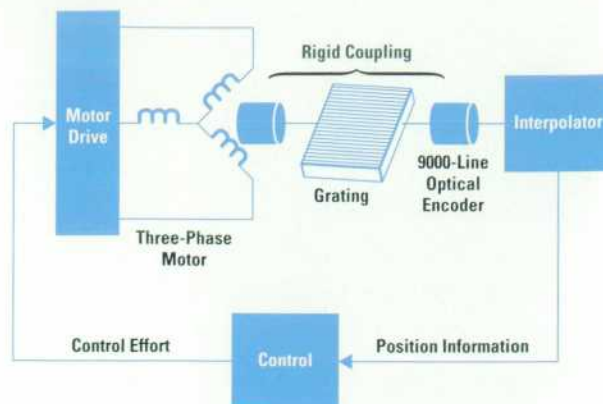 Rigid Coupling
Motor
Drive
Interpolator
9000-Line
Optical
Encoder
Grating
Three-Phase
Motor
Control Effort
Control
Position Information